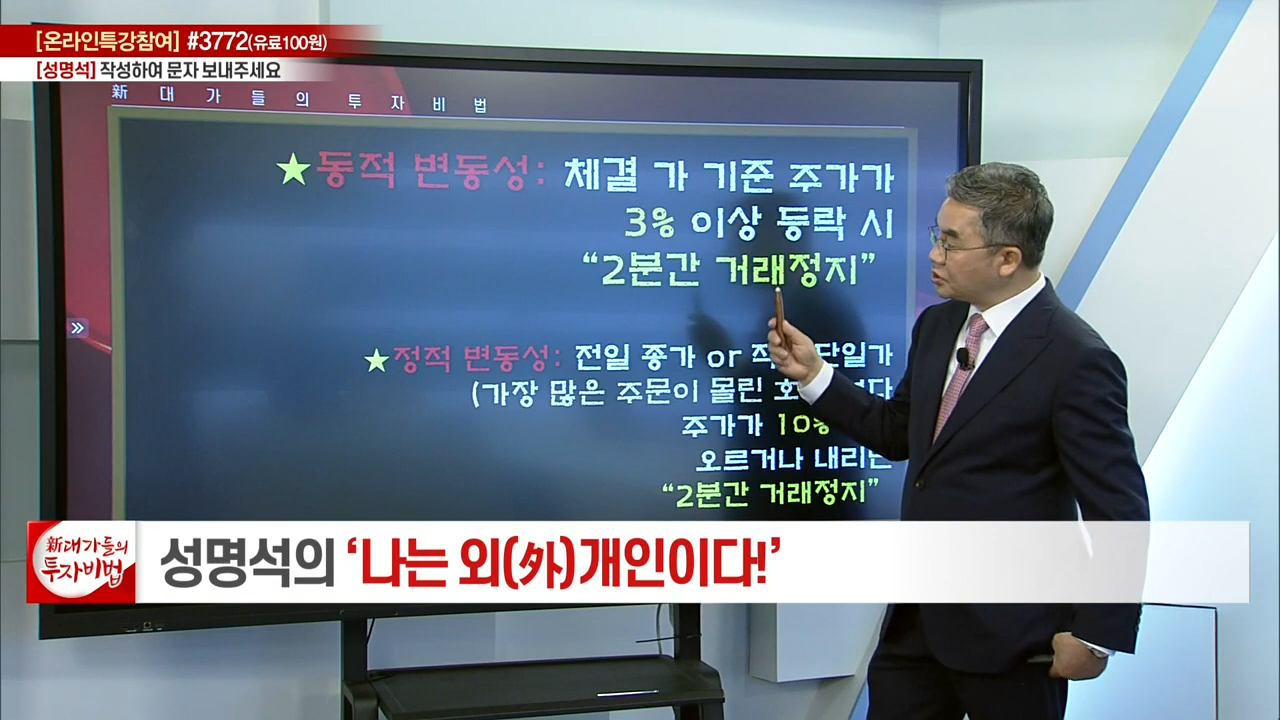 [온라인특강참여] #3772(유료100원)
[성명석] 작성하여 문자 보내주세요
新 대 가 들 의 투 자 비 법
★동적 변동성: 체결 가 기준 주가가
3% 이상 등락 시
“2분간 거래정지”
★정적 변동성: 전일 종가 or 단일가
(가장 많은 주문이 몰린
주가가 10%
오르거나 내리면
“2분간 거래정지”
新대가들의
투자비법
성명석의 ‘나는 외(外)개인이다!’